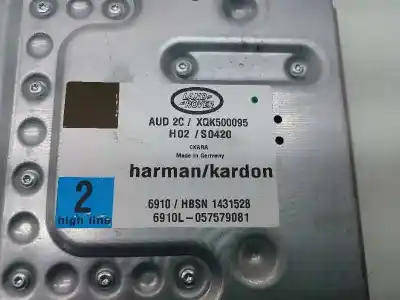 LAND-
ROVER
AUD 2C / XQK500095
H02 / S0420
CKARA
Made in Germany
harman/kardon
6910 / HBSN 1431528
6910L-057579081
2
high line